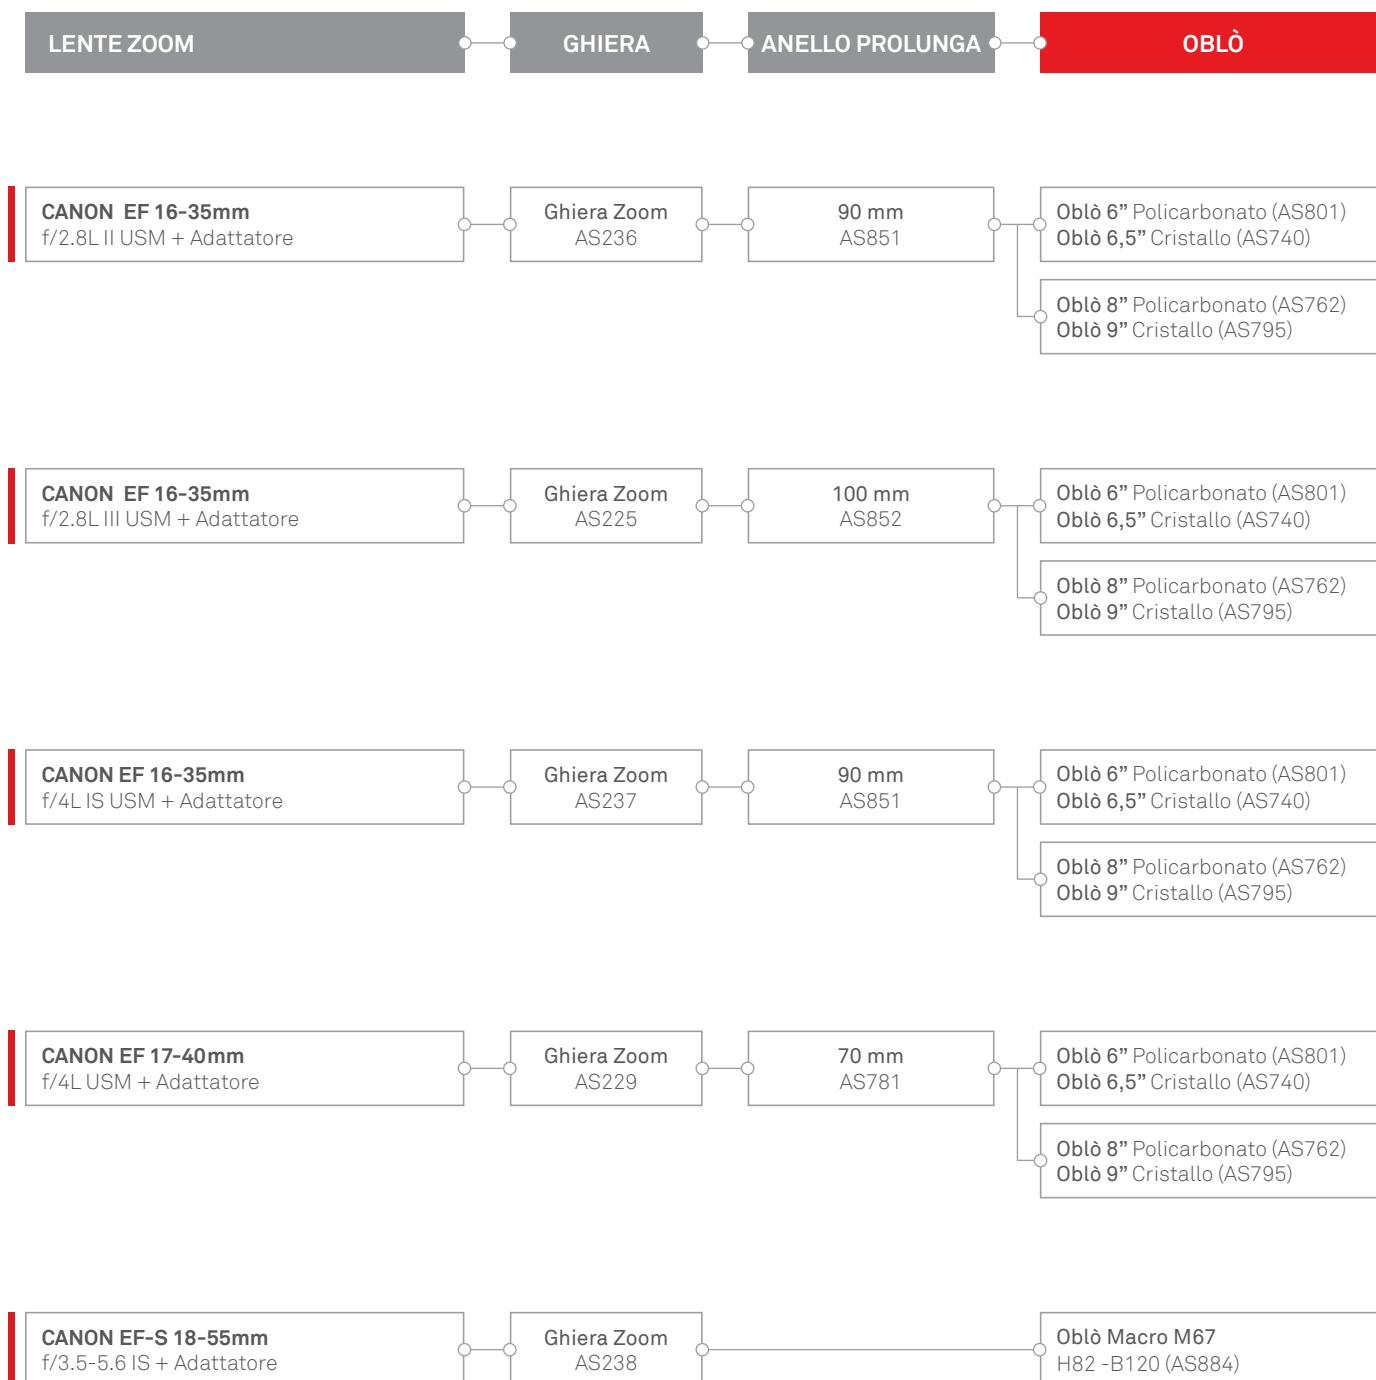 LENTE ZOOM
GHIERA
ANELLO PROLUNGA
OBLÒ
CANON EF 16-35mm
f/2.8L II USM + Adattatore
Ghiera Zoom
AS236
90 mm
AS851
Oblò 6” Policarbonato (AS801)
Oblò 6,5” Cristallo (AS740)
Oblò 8” Policarbonato (AS762)
Oblò 9” Cristallo (AS795)
CANON EF 16-35mm
f/2.8L III USM + Adattatore
Ghiera Zoom
AS225
100 mm
AS852
Oblò 6” Policarbonato (AS801)
Oblò 6,5” Cristallo (AS740)
Oblò 8” Policarbonato (AS762)
Oblò 9” Cristallo (AS795)
CANON EF 16-35mm
f/4L IS USM + Adattatore
Ghiera Zoom
AS237
90 mm
AS851
Oblò 6” Policarbonato (AS801)
Oblò 6,5” Cristallo (AS740)
Oblò 8” Policarbonato (AS762)
Oblò 9” Cristallo (AS795)
CANON EF 17-40mm
f/4L USM + Adattatore
Ghiera Zoom
AS229
70 mm
AS781
Oblò 6” Policarbonato (AS801)
Oblò 6,5” Cristallo (AS740)
Oblò 8” Policarbonato (AS762)
Oblò 9” Cristallo (AS795)
CANON EF-S 18-55mm
f/3.5-5.6 IS + Adattatore
Ghiera Zoom
AS238
Oblò Macro M67
H82 -B120 (AS884)